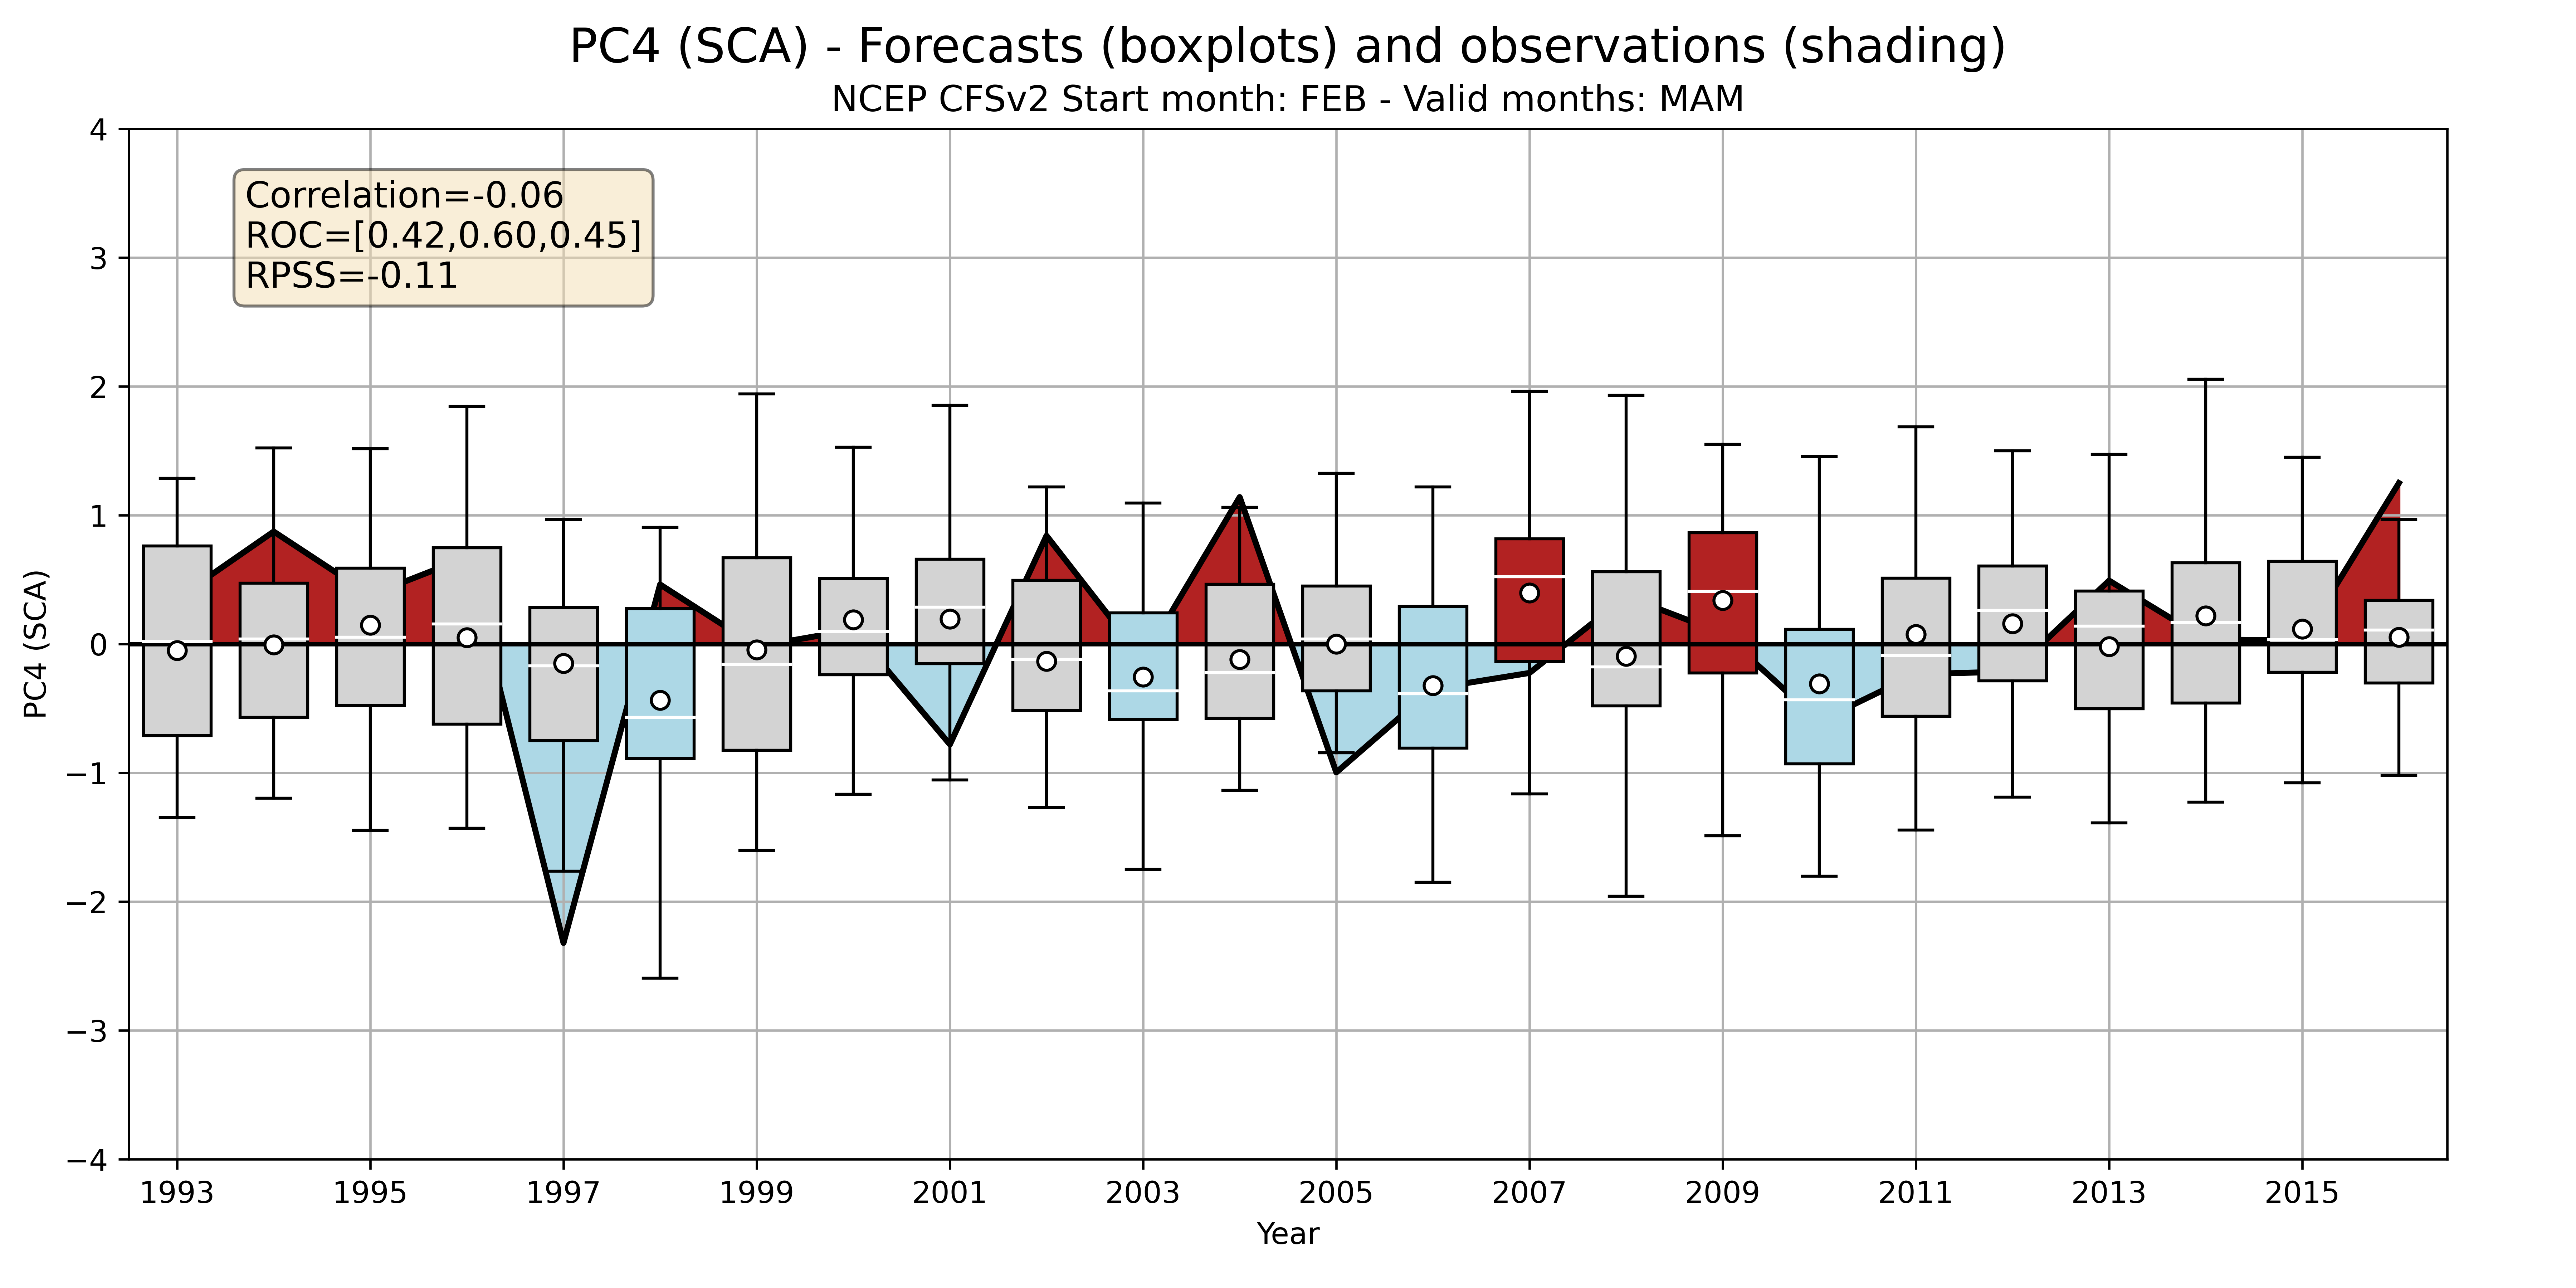 PC4 (SCA) - Forecasts (boxplots) and observations (shading)
NCEP CFSv2 Start month: FEB - Valid months: MAM
Correlation=-0.06
ROC=[0.42,0.60,0.45]
RPSS=-0.11
PC4 (SCA)
4
3
2
1
0
−1
−2
−3
−4
1993 1995 1997 1999 2001 2003 2005 2007 2009 2011 2013 2015
Year